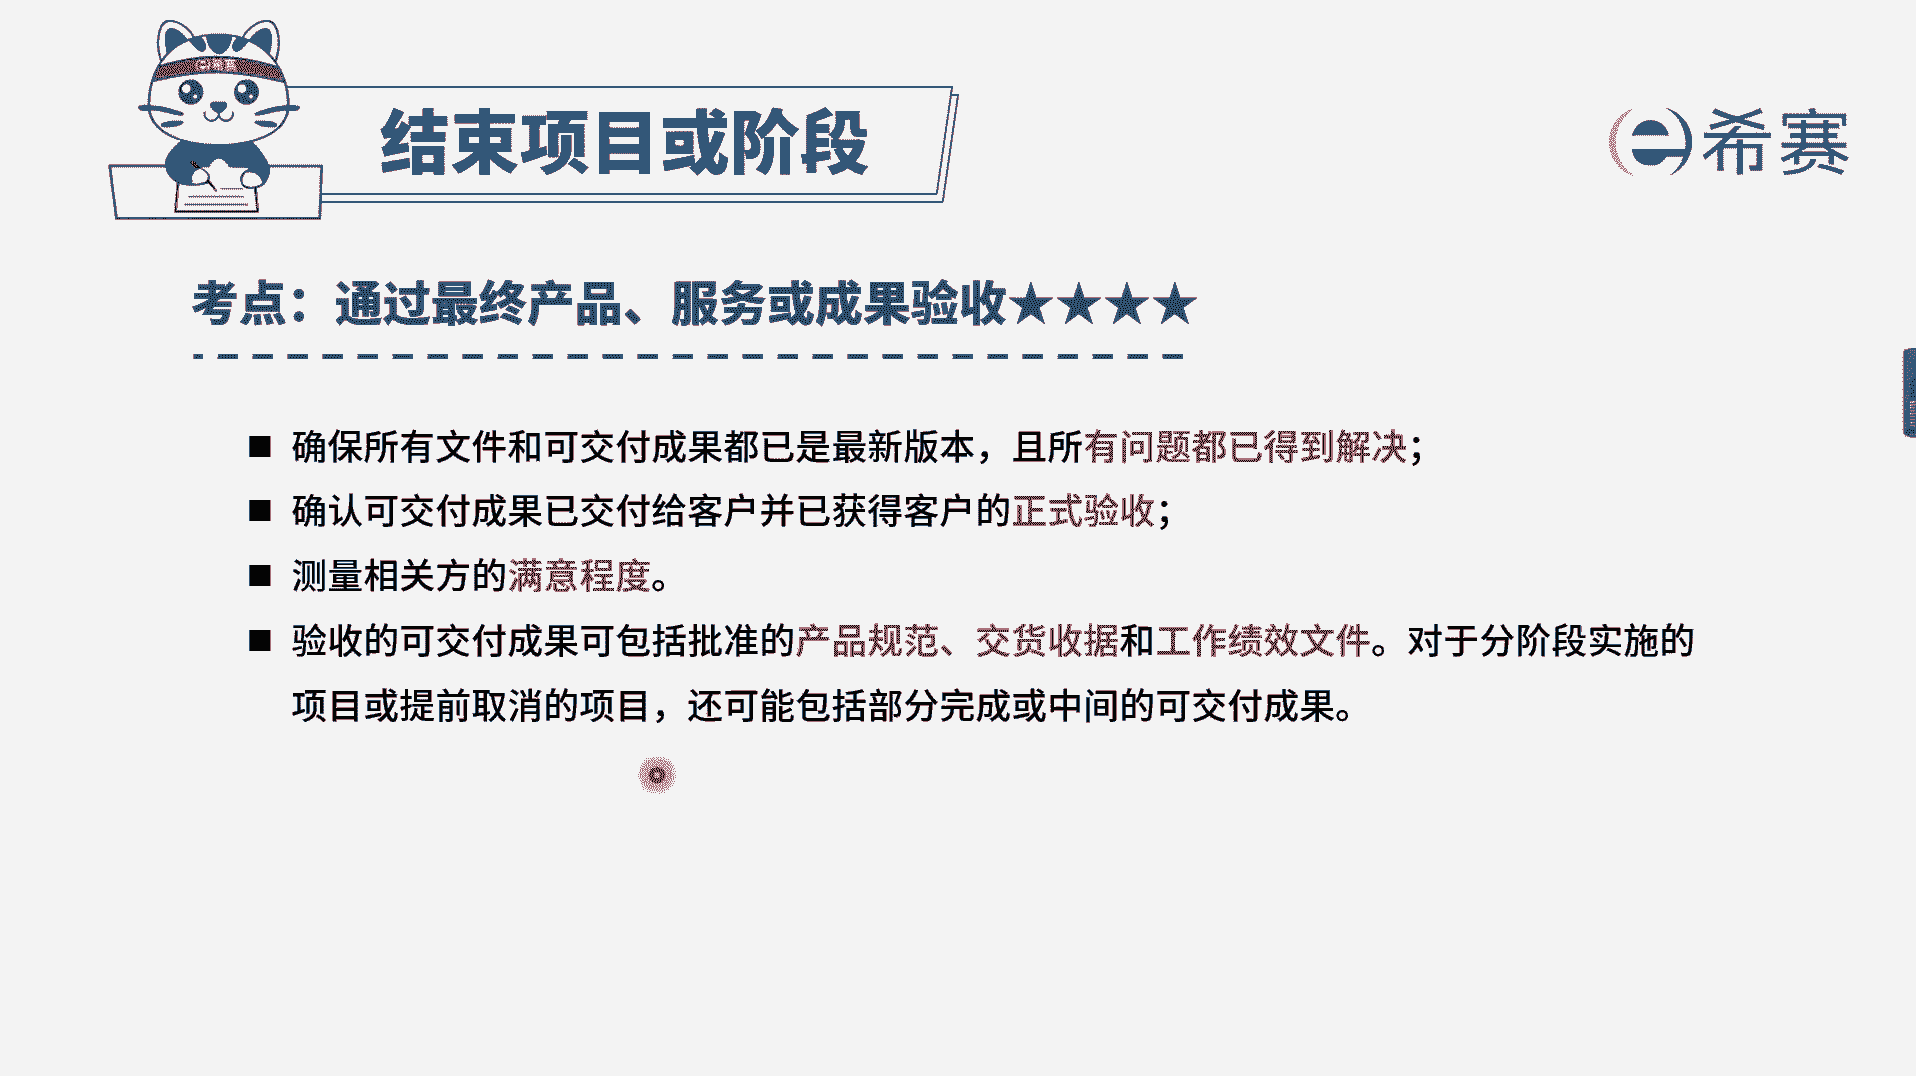 结束项目或阶段
希赛
考点：通过最终产品、服务或成果验收★★★★
■ 确保所有文件和可交付成果都已是最新版本，且所有问题都已得到解决；
■ 确认可交付成果已交付给客户并已获得客户的正式验收；
■ 测量相关方的满意程度。
■ 验收的可交付成果可包括批准的产品规范、交货收据和工作绩效文件。对于分阶段实施的
项目或提前取消的项目，还可能包括部分完成或中间的可交付成果。